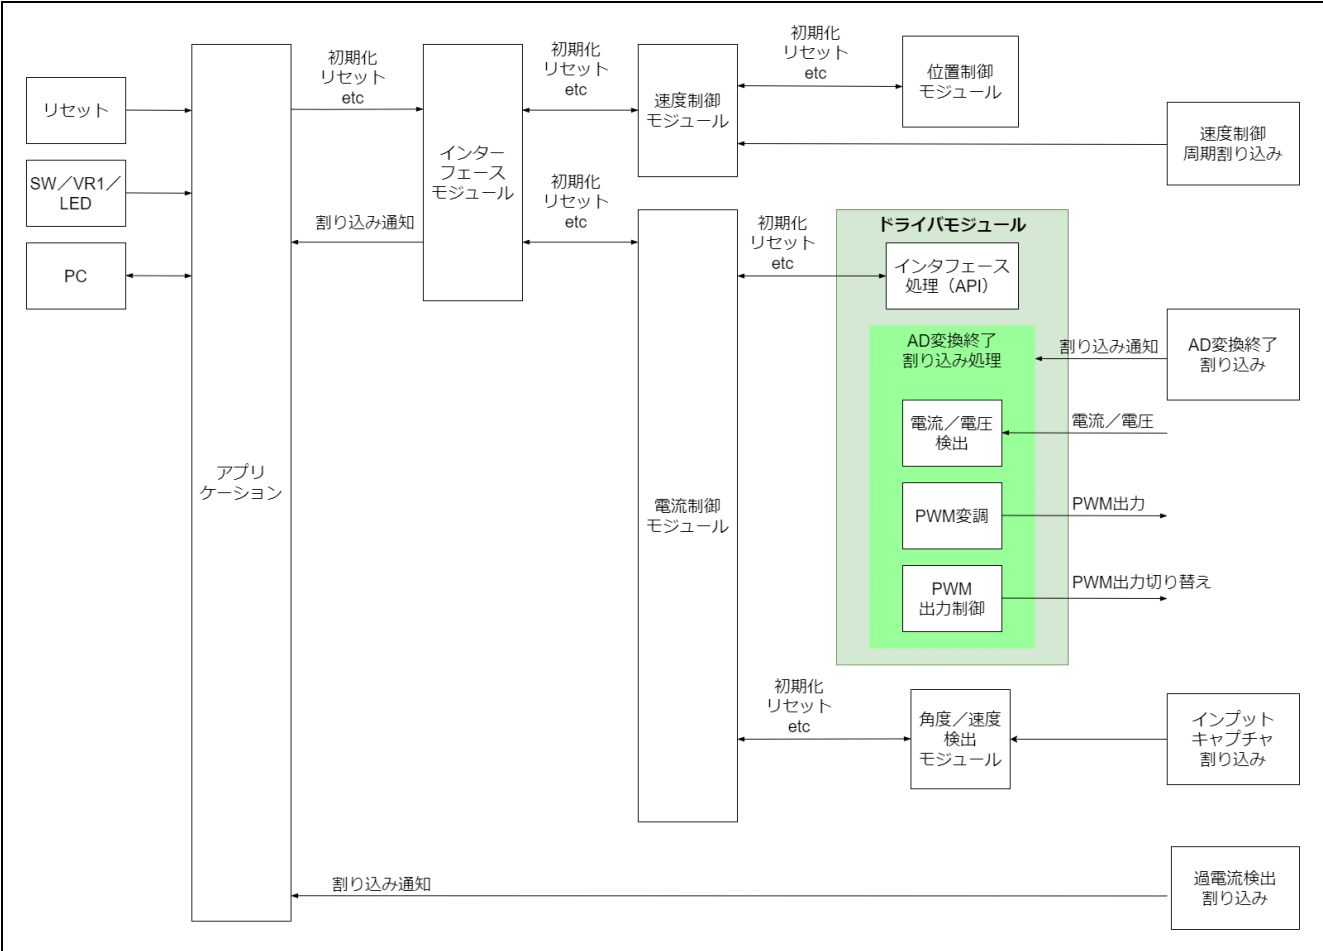 リセット
SW／VR1／
LED
PC
アプリ
ケーション
初期化
リセット
etc
割り込み通知
インター
フェース
モジュール
初期化
リセット
etc
初期化
リセット
etc
速度制御
モジュール
初期化
リセット
etc
位置制御
モジュール
速度制御
周期割り込み
電流制御
モジュール
初期化
リセット
etc
ドライバモジュール
インタフェース
処理（API）
AD変換終了
割り込み処理
割り込み通知
AD変換終了
割り込み
電流／電圧
検出
電流／電圧
PWM変調
PWM出力
PWM
出力制御
PWM出力切り替え
初期化
リセット
etc
角度／速度
検出
モジュール
インプット
キャプチャ
割り込み
割り込み通知
過電流検出
割り込み